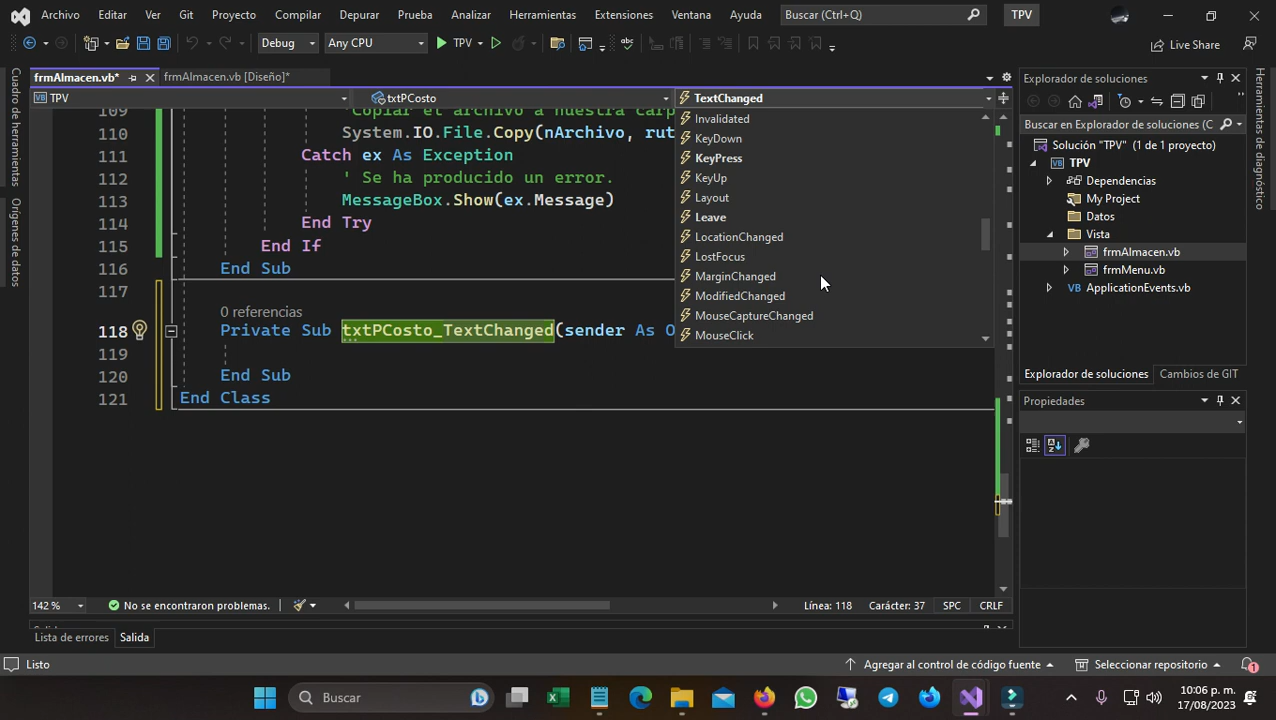 Archivo Editar Ver Git Proyecto Compilar Depurar Prueba Analizar Herramientas Extensiones Ventana Ayuda Buscar (Ctrl+Q) TPV
Debug Any CPU TPV Live Share
frmAlmacen.vb* frmAlmacen.vb [Diseño]*
TPV txtPCosto TextChanged
Cuadro de herramientas
Orígenes de datos
109 'Copiar el archivo a nuestra carp
110 System.IO.File.Copy(nArchivo, rut
111 Catch ex As Exception
112 ' Se ha producido un error.
113 MessageBox.Show(ex.Message)
114 End Try
115 End If
116 End Sub
117
0 referencias
118 Private Sub txtPCosto_TextChanged(sender As O
119
120 End Sub
121 End Class
Invalidated
KeyDown
KeyPress
KeyUp
Layout
Leave
LocationChanged
LostFocus
MarginChanged
ModifiedChanged
MouseCaptureChanged
MouseClick
Explorador de soluciones
Buscar en Explorador de soluciones (C
Solución "TPV" (1 de 1 proyecto)
TPV
Dependencias
My Project
Datos
Vista
frmAlmacen.vb
frmMenu.vb
ApplicationEvents.vb
Explorador de soluciones Cambios de GIT
Propiedades
Herramientas de diagnóstico
142 % No se encontraron problemas. Línea: 118 Carácter: 37 SPC CRLF
Lista de errores Salida
Listo Agregar al control de código fuente Seleccionar repositorio 1
Buscar
10:06 p. m.
17/08/2023